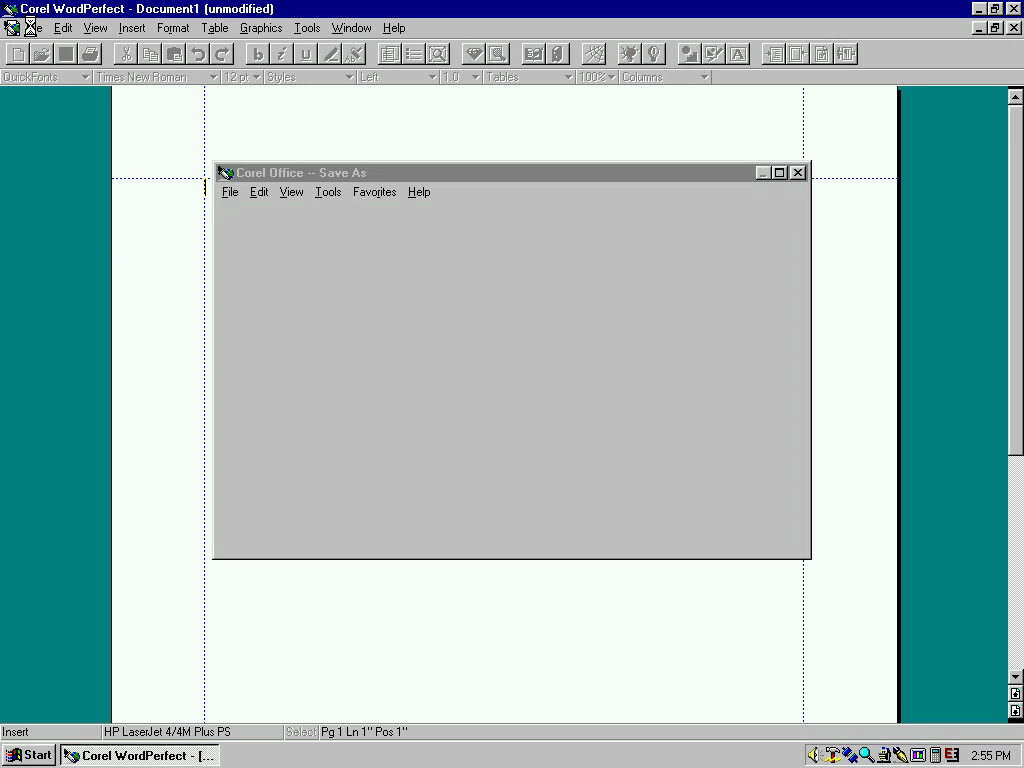 Corel WordPerfect - Document1 (unmodified)
Edit View Insert Format Table Graphics Tools Window Help
QuickFonts Times New Roman 12 pt Styles Left 1.0 Tables 100% Columns
Corel Office -- Save As
File Edit View Tools Favorites Help
Insert HP LaserJet 4/4M Plus PS Select Pg 1 Ln 1" Pos 1"
Start Corel WordPerfect - [... 2:55 PM